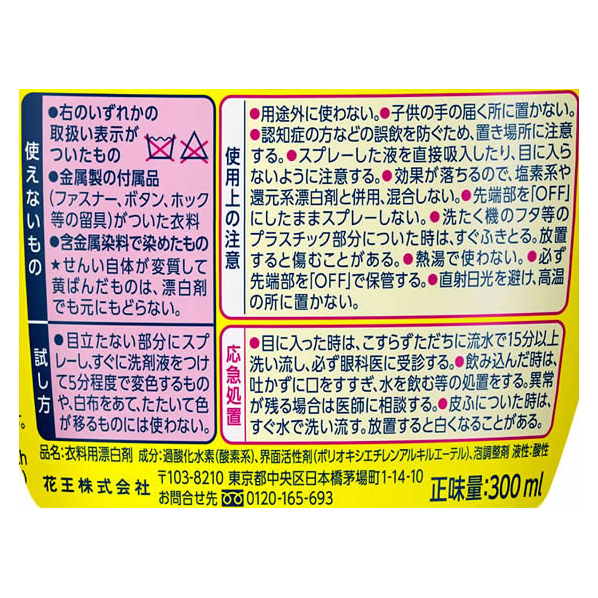 使えないもの
●右のいずれかの
取扱い表示が
ついたもの
●金属製の付属品
(ファスナー、ボタン、ホック
等の留具)がついた衣料
●含金属染料で染めたもの
★せんい自体が変質して
黄ばんだものは、漂白剤
でも元にもどらない。
試し方
●目立たない部分にスプ
レーし、すぐに洗剤液をつけ
て5分程度で変色するもの
や、白布をあて、たたいて色
が移るものには使わない。
使用上の注意
●用途外に使わない。●子供の手の届く所に置かない。
●認知症の方などの誤飲を防ぐため、置き場所に注意
する。●スプレーした液を直接吸入したり、目に入ら
ないように注意する。●効果が落ちるので、塩素系や
還元系漂白剤と併用、混合しない。●先端部を「OFF」
にしたままスプレーしない。●洗たく機のフタ等の
プラスチック部分についた時は、すぐふきとる。放置
すると傷むことがある。●熱湯で使わない。●必ず
先端部を「OFF」で保管する。●直射日光を避け、高温
の所に置かない。
応急処置
●目に入った時は、こすらずただちに流水で15分以上
洗い流し、必ず眼科医に受診する。●飲み込んだ時は、
吐かずに口をすすぎ、水を飲む等の処置をする。異常
が残る場合は医師に相談する。●皮ふについた時は、
すぐ水で洗い流す。放置すると白くなることがある。
品名:衣料用漂白剤 成分:過酸化水素(酸素系)、界面活性剤(ポリオキシエチレンアルキルエーテル)、泡調整剤 液性:酸性
花王株式会社
〒103-8210 東京都中央区日本橋茅場町1-14-10
お問合せ先 0120-165-693
正味量:300ml